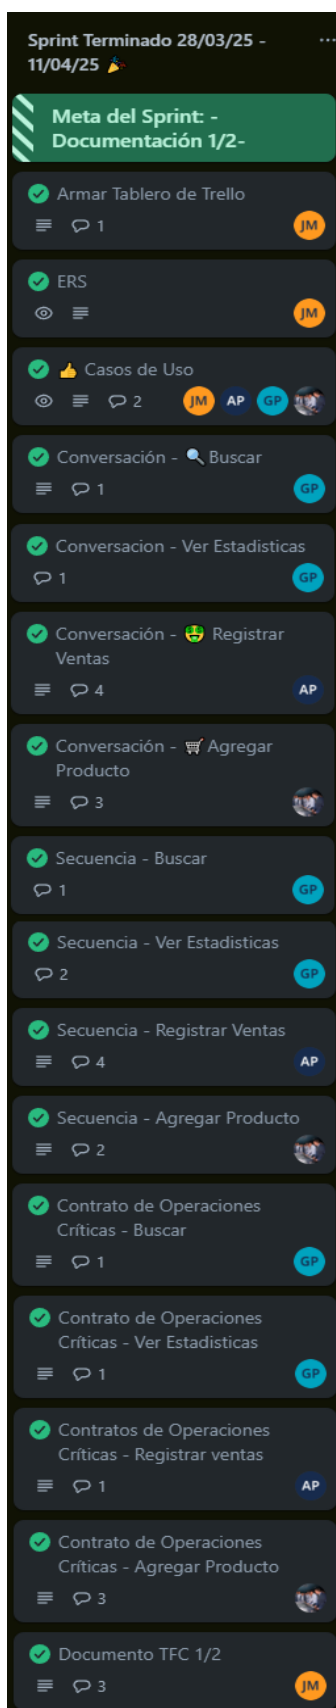 Sprint Terminado 28/03/25 -
11/04/25 🎉
Meta del Sprint: -
Documentación 1/2-
Armar Tablero de Trello
1
JM
ERS
JM
👍 Casos de Uso
2
JM AP GP
Conversación - 🔍 Buscar
1
GP
Conversacion - Ver Estadisticas
1
GP
Conversación - 🤑 Registrar
Ventas
4
AP
Conversación - 🛒 Agregar
Producto
3
Secuencia - Buscar
1
GP
Secuencia - Ver Estadisticas
2
GP
Secuencia - Registrar Ventas
4
AP
Secuencia - Agregar Producto
2
Contrato de Operaciones
Críticas - Buscar
1
GP
Contrato de Operaciones
Críticas - Ver Estadisticas
1
GP
Contratos de Operaciones
Críticas - Registrar ventas
1
AP
Contrato de Operaciones
Críticas - Agregar Producto
3
Documento TFC 1/2
3
JM